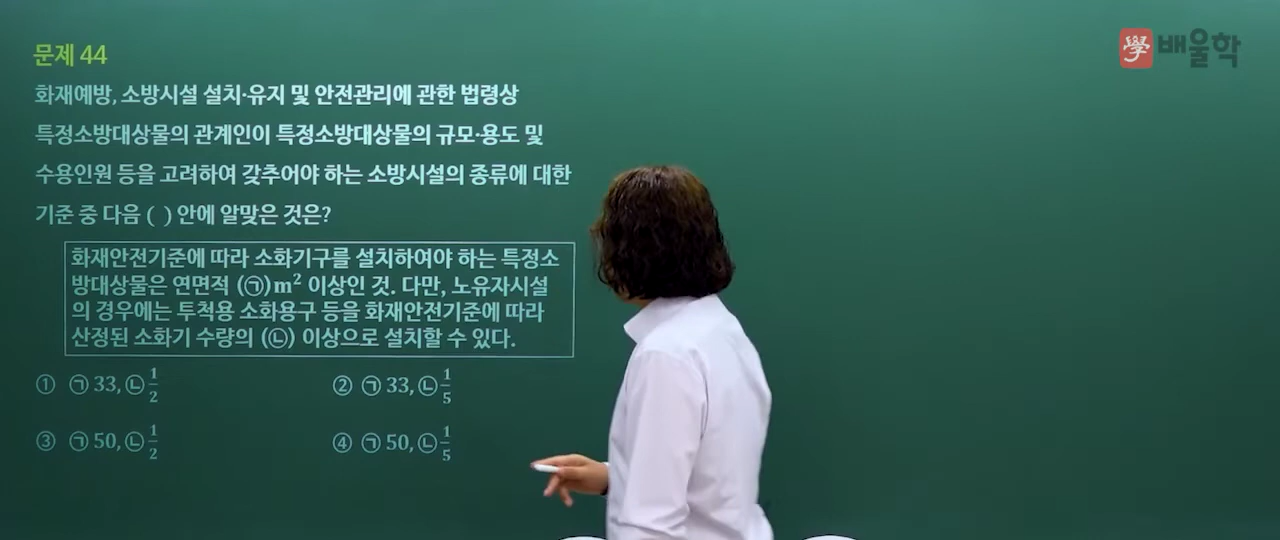 문제 44
學 배울학
화재예방, 소방시설 설치·유지 및 안전관리에 관한 법령상
특정소방대상물의 관계인이 특정소방대상물의 규모·용도 및
수용인원 등을 고려하여 갖추어야 하는 소방시설의 종류에 대한
기준 중 다음 ( ) 안에 알맞은 것은?
화재안전기준에 따라 소화기구를 설치하여야 하는 특정소
방대상물은 연면적 (㉠)m² 이상인 것. 다만, 노유자시설
의 경우에는 투척용 소화용구 등을 화재안전기준에 따라
산정된 소화기 수량의 (㉡) 이상으로 설치할 수 있다.
① ㉠ 33, ㉡ 1/2 ② ㉠ 33, ㉡ 1/5
③ ㉠ 50, ㉡ 1/2 ④ ㉠ 50, ㉡ 1/5